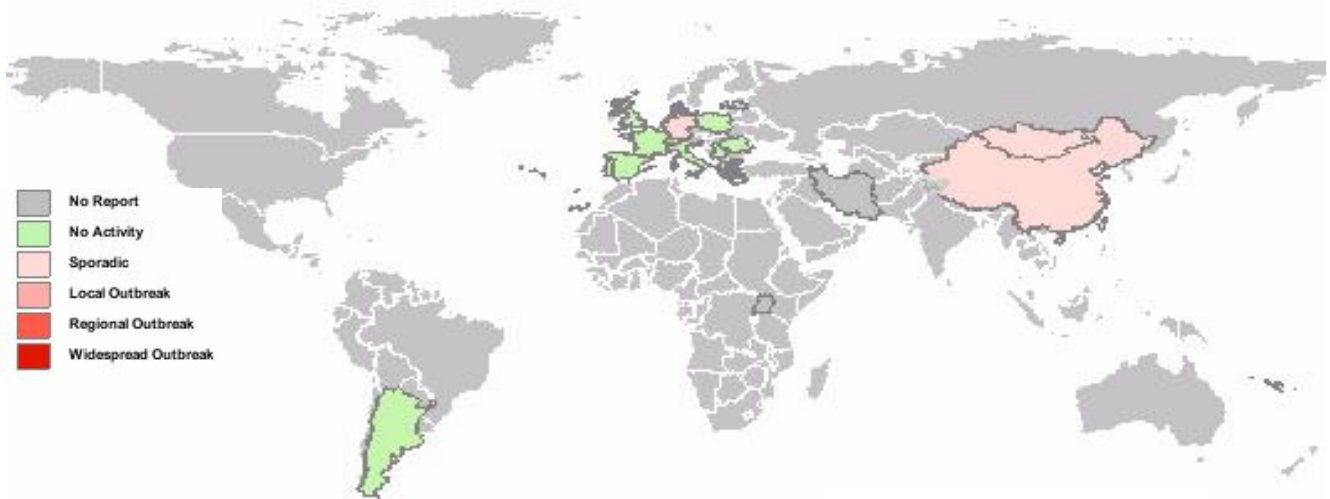 No Report
No Activity
Sporadic
Local Outbreak
Regional Outbreak
Widespread Outbreak